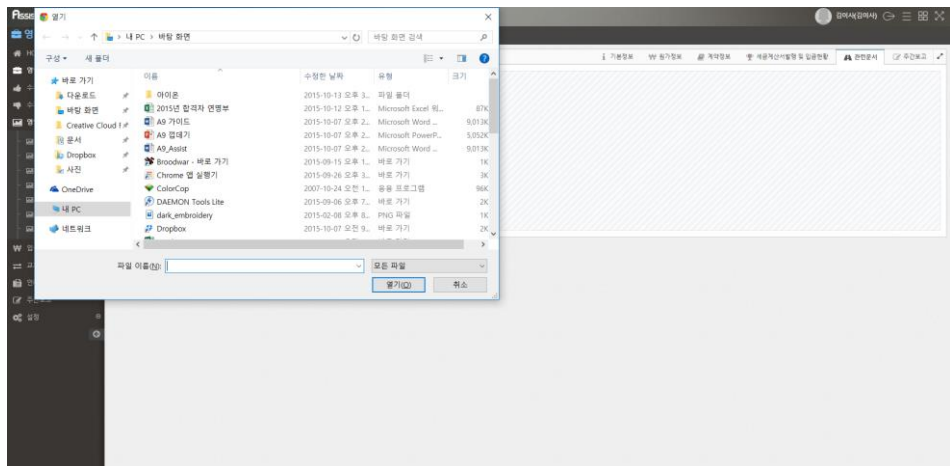 열기
내 PC > 바탕 화면
바탕 화면 검색
김여사(김여사)
구성
새 폴더
기본정보
원가정보
계약정보
세금계산서발행 및 입금현황
관련문서
주간보고
이름
수정한 날짜
유형
크기
바로 가기
다운로드
바탕 화면
Creative Cloud F
문서
Dropbox
사진
OneDrive
내 PC
네트워크
아이온 2015-10-13 오후 3... 파일 폴더
2015년 합격자 연명부 2015-10-12 오후 1... Microsoft Excel 워... 87K
A9 가이드 2015-10-07 오후 2... Microsoft Word ... 9,013K
A9 껍데기 2015-10-07 오후 2... Microsoft PowerP... 5,052K
A9_Assist 2015-10-07 오후 2... Microsoft Word ... 9,013K
Broodwar - 바로 가기 2015-09-15 오후 1... 바로 가기 1K
Chrome 앱 실행기 2015-09-26 오후 3... 바로 가기 3K
ColorCop 2007-10-24 오전 1... 응용 프로그램 96K
DAEMON Tools Lite 2015-09-06 오후 7... 바로 가기 2K
dark_embroidery 2015-02-08 오후 8... PNG 파일 1K
Dropbox 2015-10-07 오전 9... 바로 가기 2K
파일 이름(N):
모든 파일
열기(O)
취소
설정